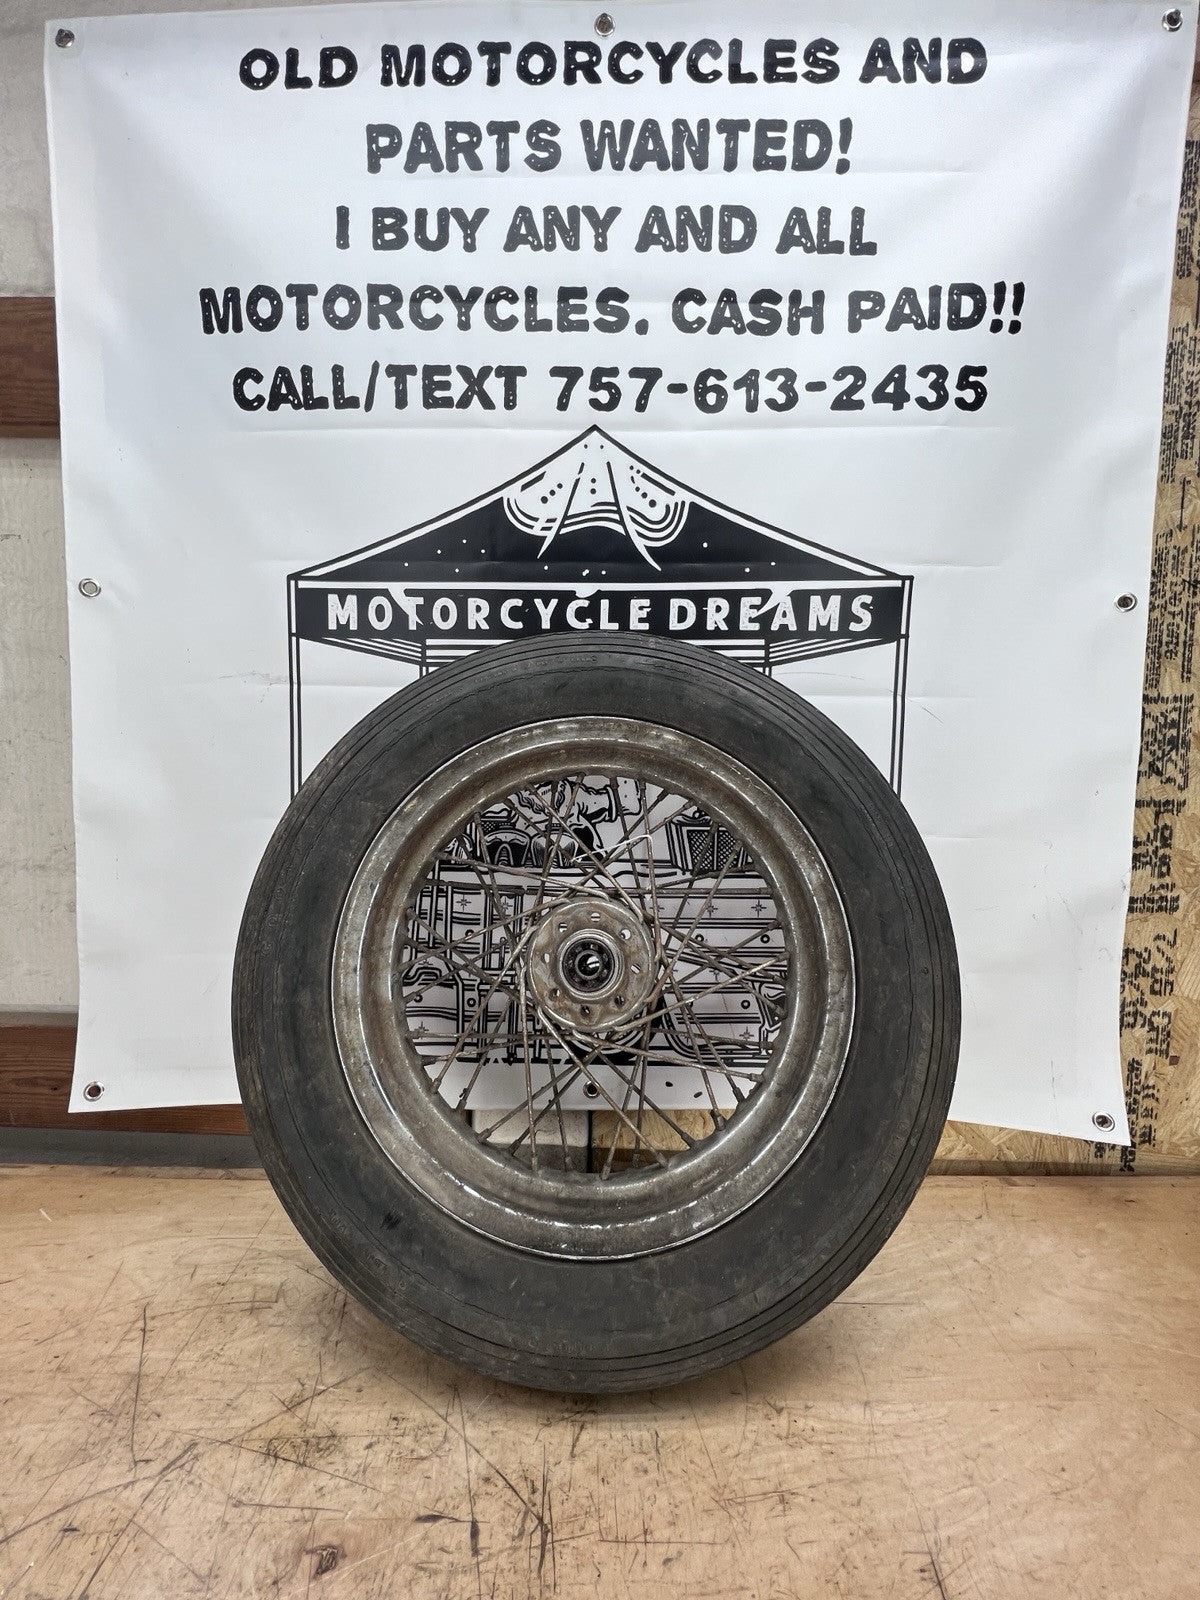 OLD MOTORCYCLES AND
PARTS WANTED!
I BUY ANY AND ALL
MOTORCYCLES. CASH PAID!!
CALL/TEXT 757-613-2435
MOTORCYCLE DREAMS